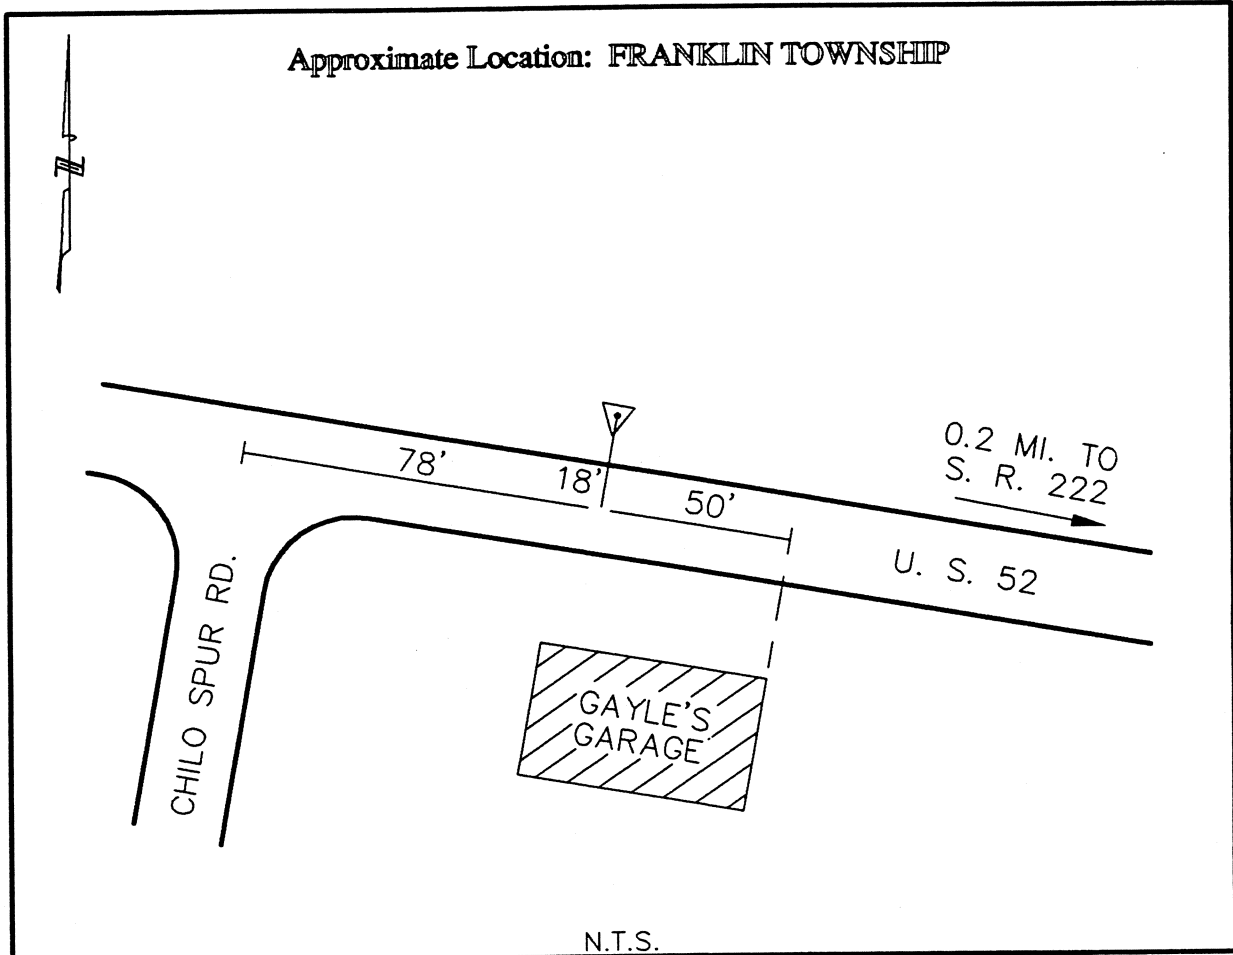 Approximate Location: FRANKLIN TOWNSHIP
N
0.2 MI. TO
S. R. 222
78'
18'
50'
U. S. 52
CHILO SPUR RD.
GAYLE'S
GARAGE
N.T.S.